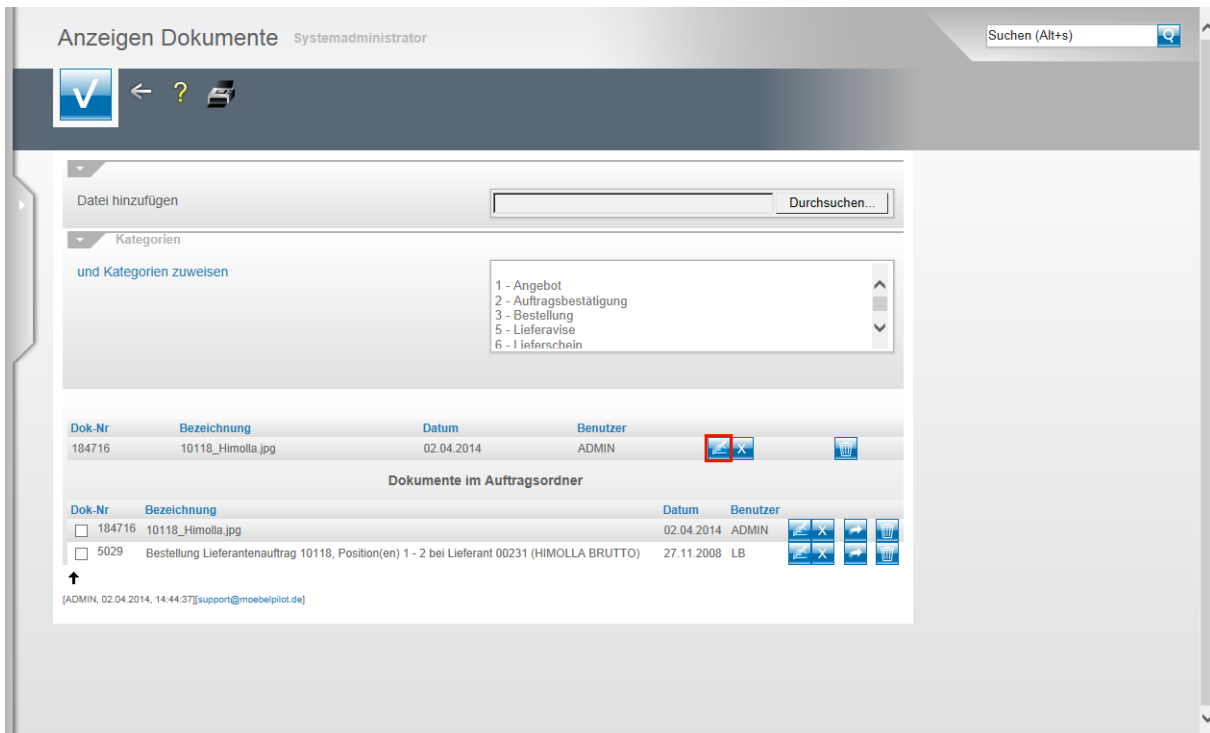 Anzeigen Dokumente Systemadministrator
Suchen (Alt+s)
?
Datei hinzufügen
Durchsuchen...
Kategorien
und Kategorien zuweisen
1 - Angebot
2 - Auftragsbestätigung
3 - Bestellung
5 - Lieferavise
6 - Lieferschein
Dok-Nr Bezeichnung Datum Benutzer
184716 10118_Himolla.jpg 02.04.2014 ADMIN X
Dokumente im Auftragsordner
Dok-Nr Bezeichnung Datum Benutzer
184716 10118_Himolla.jpg 02.04.2014 ADMIN X
5029 Bestellung Lieferantenauftrag 10118, Position(en) 1 - 2 bei Lieferant 00231 (HIMOLLA BRUTTO) 27.11.2008 LB X
[ADMIN, 02.04.2014, 14:44:37][support@moebelpilot.de]